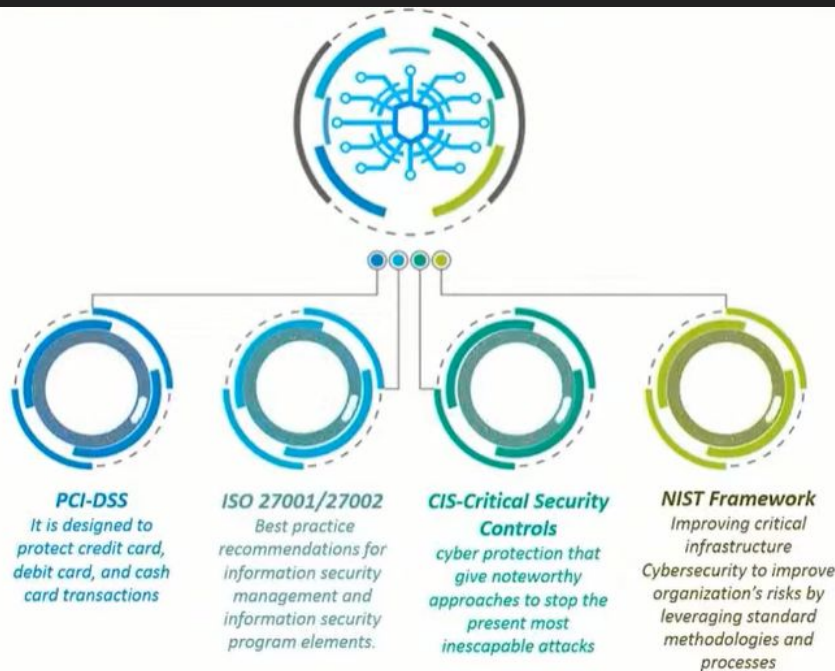 PCI-DSS
It is designed to
protect credit card,
debit card, and cash
card transactions
ISO 27001/27002
Best practice
recommendations for
information security
management and
information security
program elements.
CIS-Critical Security
Controls
cyber protection that
give noteworthy
approaches to stop the
present most
inescapable attacks
NIST Framework
Improving critical
infrastructure
Cybersecurity to improve
organization's risks by
leveraging standard
methodologies and
processes